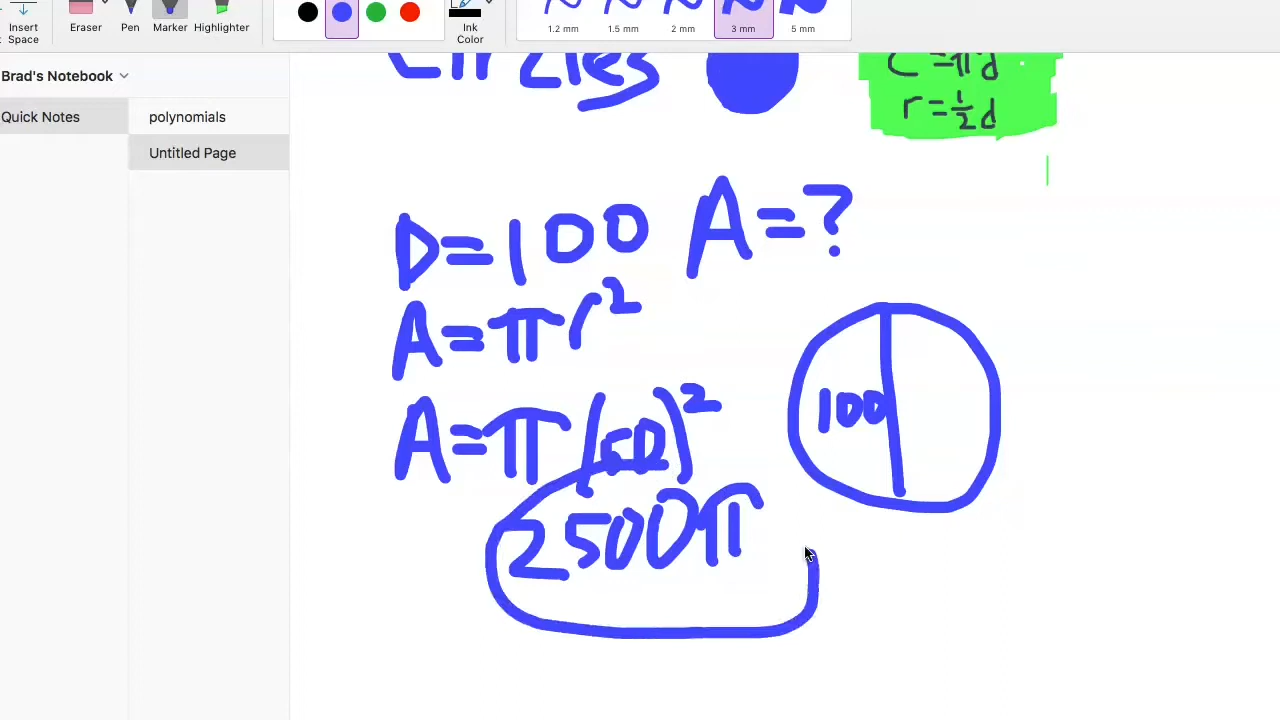 Insert Space
Eraser
Pen
Marker
Highlighter
Ink Color
1.2 mm
1.5 mm
2 mm
3 mm
5 mm
Brad's Notebook
Quick Notes
polynomials
Untitled Page
Circles
C=πd
r=½d
D=100 A=?
A=πr²
A=π(50)²
2500π
100